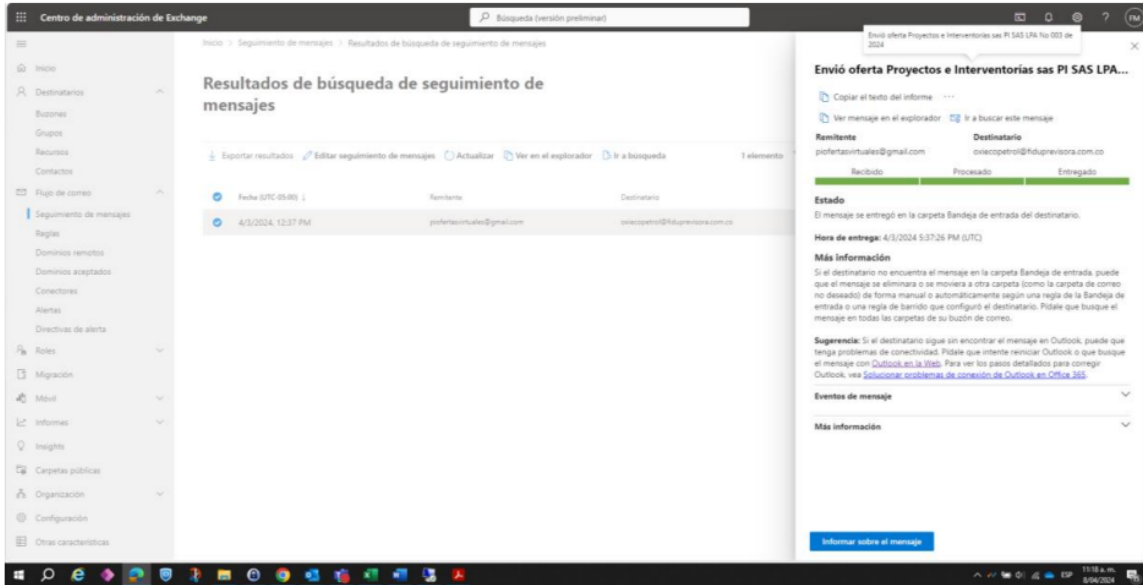 Centro de administración de Exchange
Búsqueda (versión preliminar)
FM
Inicio > Seguimiento de mensajes > Resultados de búsqueda de seguimiento de mensajes
Inicio
Destinatarios
Buzones
Grupos
Recursos
Contactos
Flujo de correo
Seguimiento de mensajes
Reglas
Dominios remotos
Dominios aceptados
Conectores
Alertas
Directivas de alerta
Roles
Migración
Móvil
Informes
Insights
Carpetas públicas
Organización
Configuración
Otras características
Resultados de búsqueda de seguimiento de
mensajes
Exportar resultados Editar seguimiento de mensajes Actualizar Ver en el explorador Ir a búsqueda 1 elemento
Fecha (UTC-05:00) ↓ Remitente Destinatario
4/3/2024, 12:37 PM piofertasvirtuales@gmail.com oxiecopetrol@fiduprevisora.com.co
Envió oferta Proyectos e Interventorías sas PI SAS LPA No 003 de
2024
Envió oferta Proyectos e Interventorías sas PI SAS LPA...
Copiar el texto del informe ...
Ver mensaje en el explorador Ir a buscar este mensaje
Remitente Destinatario
piofertasvirtuales@gmail.com oxiecopetrol@fiduprevisora.com.co
Recibido Procesado Entregado
Estado
El mensaje se entregó en la carpeta Bandeja de entrada del destinatario.
Hora de entrega: 4/3/2024 5:37:26 PM (UTC)
Más información
Si el destinatario no encuentra el mensaje en la carpeta Bandeja de entrada, puede
que el mensaje se eliminara o se moviera a otra carpeta (como la carpeta de correo
no deseado) de forma manual o automáticamente según una regla de la Bandeja de
entrada o una regla de barrido que configuró el destinatario. Pídale que busque el
mensaje en todas las carpetas de su buzón de correo.
Sugerencia: Si el destinatario sigue sin encontrar el mensaje en Outlook, puede que
tenga problemas de conectividad. Pídale que intente reiniciar Outlook o que busque
el mensaje con Outlook en la Web. Para ver los pasos detallados para corregir
Outlook, vea Solucionar problemas de conexión de Outlook en Office 365.
Eventos de mensaje
Más información
Informar sobre el mensaje
ESP
11:18 a. m.
8/04/2024